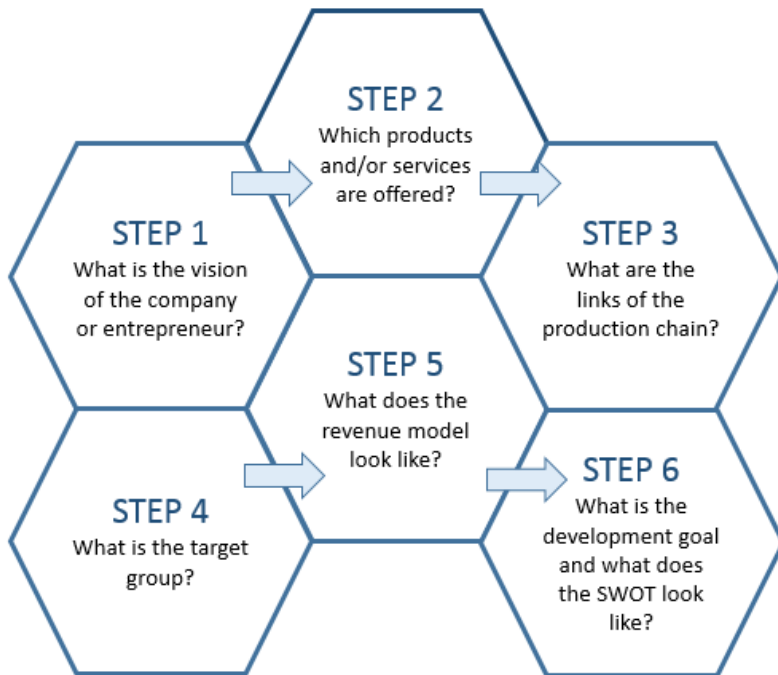 STEP 1
What is the vision
of the company
or entrepreneur?
STEP 2
Which products
and/or services
are offered?
STEP 3
What are the
links of the
production chain?
STEP 4
What is the target
group?
STEP 5
What does the
revenue model
look like?
STEP 6
What is the
development goal
and what does
the SWOT look
like?